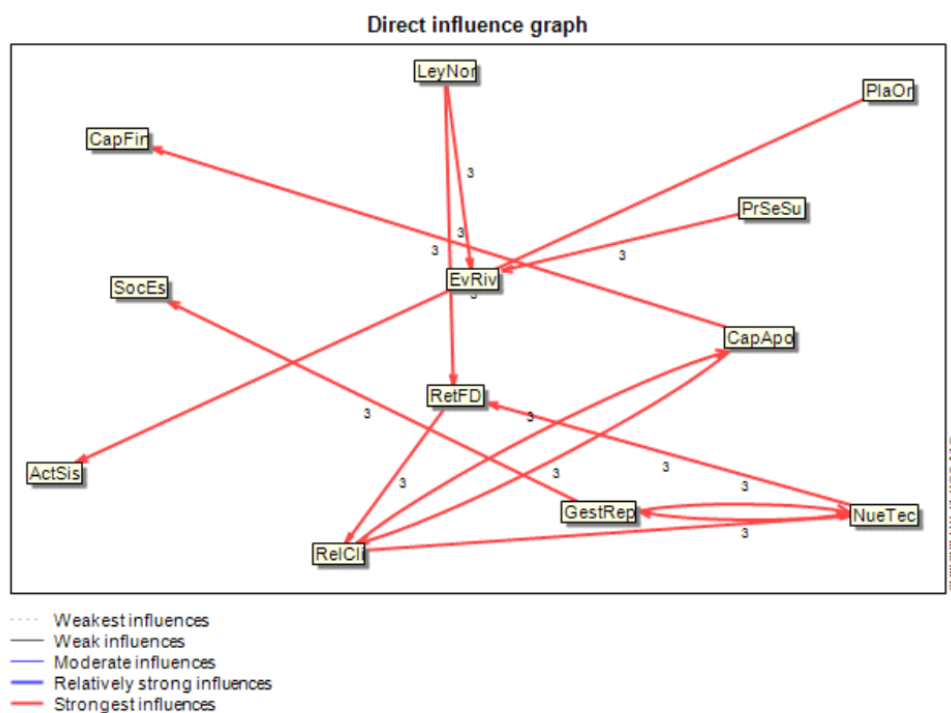 Direct influence graph
LeyNor
PlaOr
CapFin
3
PrSeSu
3
3
3
EvRiv
SocEs
3
CapApo
RetFD
3
3
3
ActSis
3
3
3
GestRep
NueTec
3
RelCli
Weakest influences
Weak influences
Moderate influences
Relatively strong influences
Strongest influences